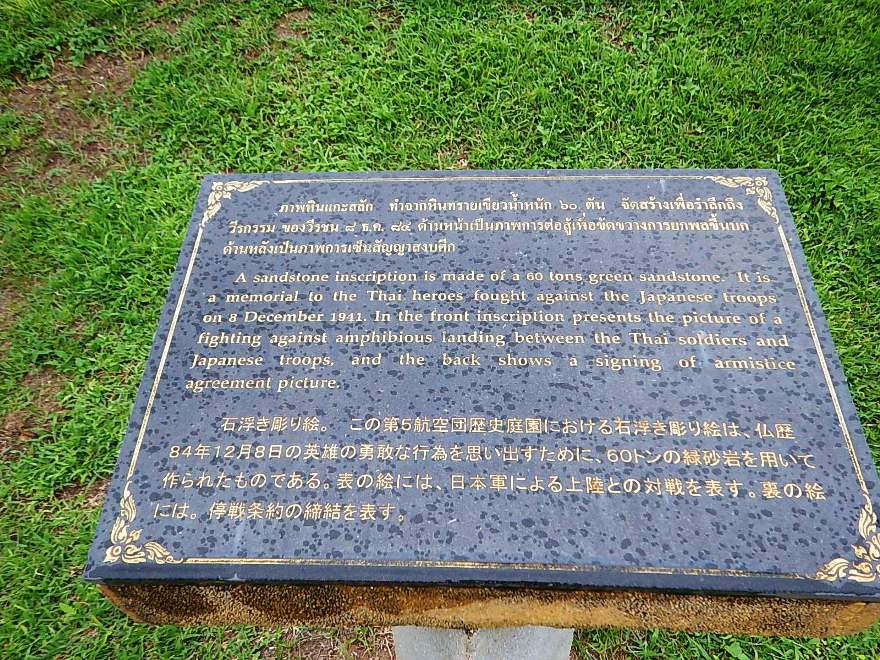 ภาพหินแกะสลัก ทำจากหินทรายเขียวน้ำหนัก ๖๐ ตัน จัดสร้างเพื่อรำลึกถึง
วีรกรรม ของวีรชน ๘ ธ.ค. ๘๔ ด้านหน้าเป็นภาพการต่อสู้เพื่อขัดขวางการยกพลขึ้นบก
ด้านหลังเป็นภาพการเซ็นสัญญาสงบศึก
A sandstone inscription is made of a 60 tons green sandstone. It is
a memorial to the Thai heroes fought against the Japanese troops
on 8 December 1941. In the front inscription presents the picture of a
fighting against amphibious landing between the Thai soldiers and
Japanese troops, and the back shows a signing of armistice
agreement picture.
石浮き彫り絵。 この第5航空団歴史庭園における石浮き彫り絵は、仏歴
84年12月8日の英雄の勇敢な行為を思い出すために、60トンの緑砂岩を用いて
作られたものである。表の絵には、日本軍による上陸との対戦を表す。裏の絵
には。停戦条約の締結を表す。